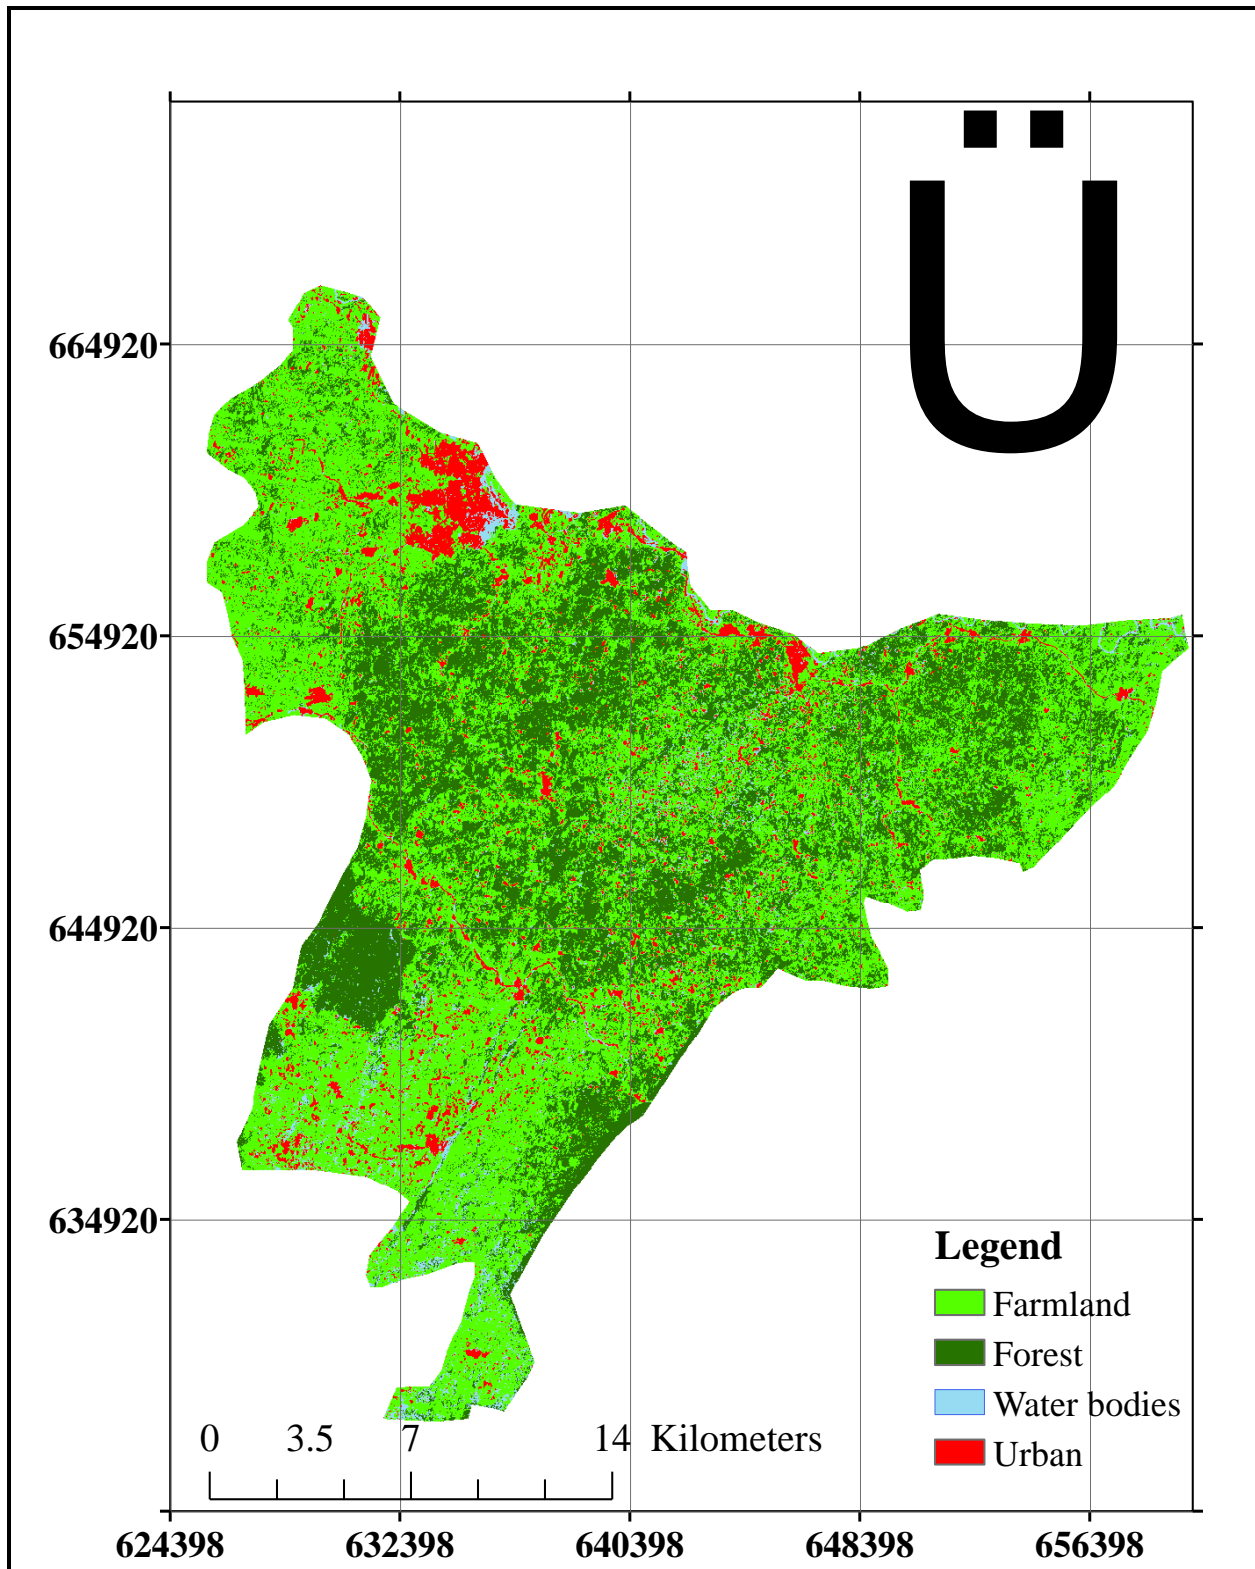 Ü
664920
654920
644920
634920
Legend
Farmland
Forest
Water bodies
Urban
0 3.5 7 14 Kilometers
624398 632398 640398 648398 656398